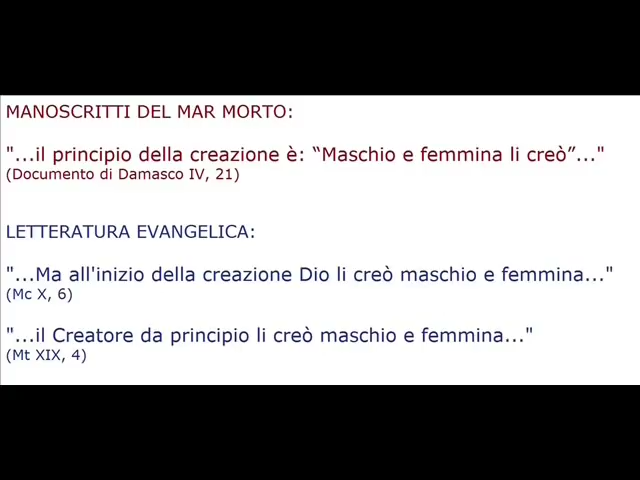 MANOSCRITTI DEL MAR MORTO:
"...il principio della creazione è: “Maschio e femmina li creò”..."
(Documento di Damasco IV, 21)
LETTERATURA EVANGELICA:
"...Ma all'inizio della creazione Dio li creò maschio e femmina..."
(Mc X, 6)
"...il Creatore da principio li creò maschio e femmina..."
(Mt XIX, 4)